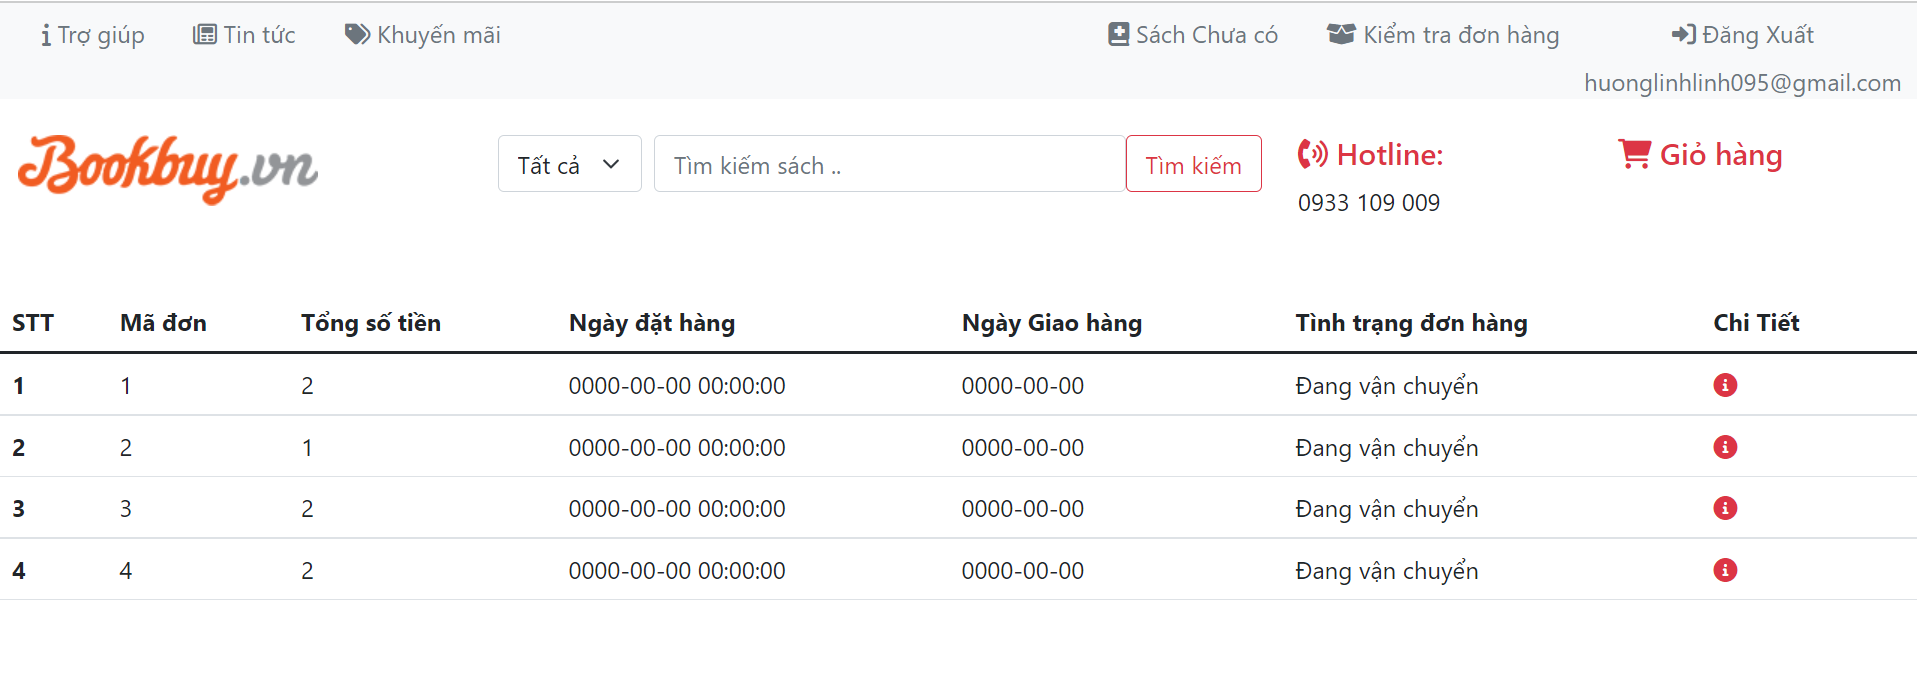 Trợ giúp Tin tức Khuyến mãi Sách Chưa có Kiểm tra đơn hàng Đăng Xuất
huonglinhlinh095@gmail.com
Bookbuy.vn Tất cả Tìm kiếm sách .. Tìm kiếm Hotline: Giỏ hàng
0933 109 009
STT Mã đơn Tổng số tiền Ngày đặt hàng Ngày Giao hàng Tình trạng đơn hàng Chi Tiết
1 1 2 0000-00-00 00:00:00 0000-00-00 Đang vận chuyển
2 2 1 0000-00-00 00:00:00 0000-00-00 Đang vận chuyển
3 3 2 0000-00-00 00:00:00 0000-00-00 Đang vận chuyển
4 4 2 0000-00-00 00:00:00 0000-00-00 Đang vận chuyển